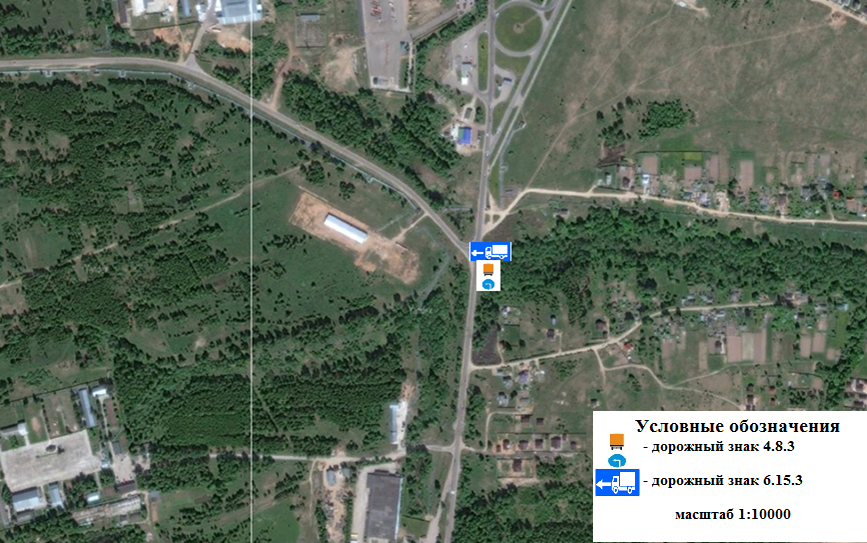 Условные обозначения
- дорожный знак 4.8.3
- дорожный знак 6.15.3
масштаб 1:10000